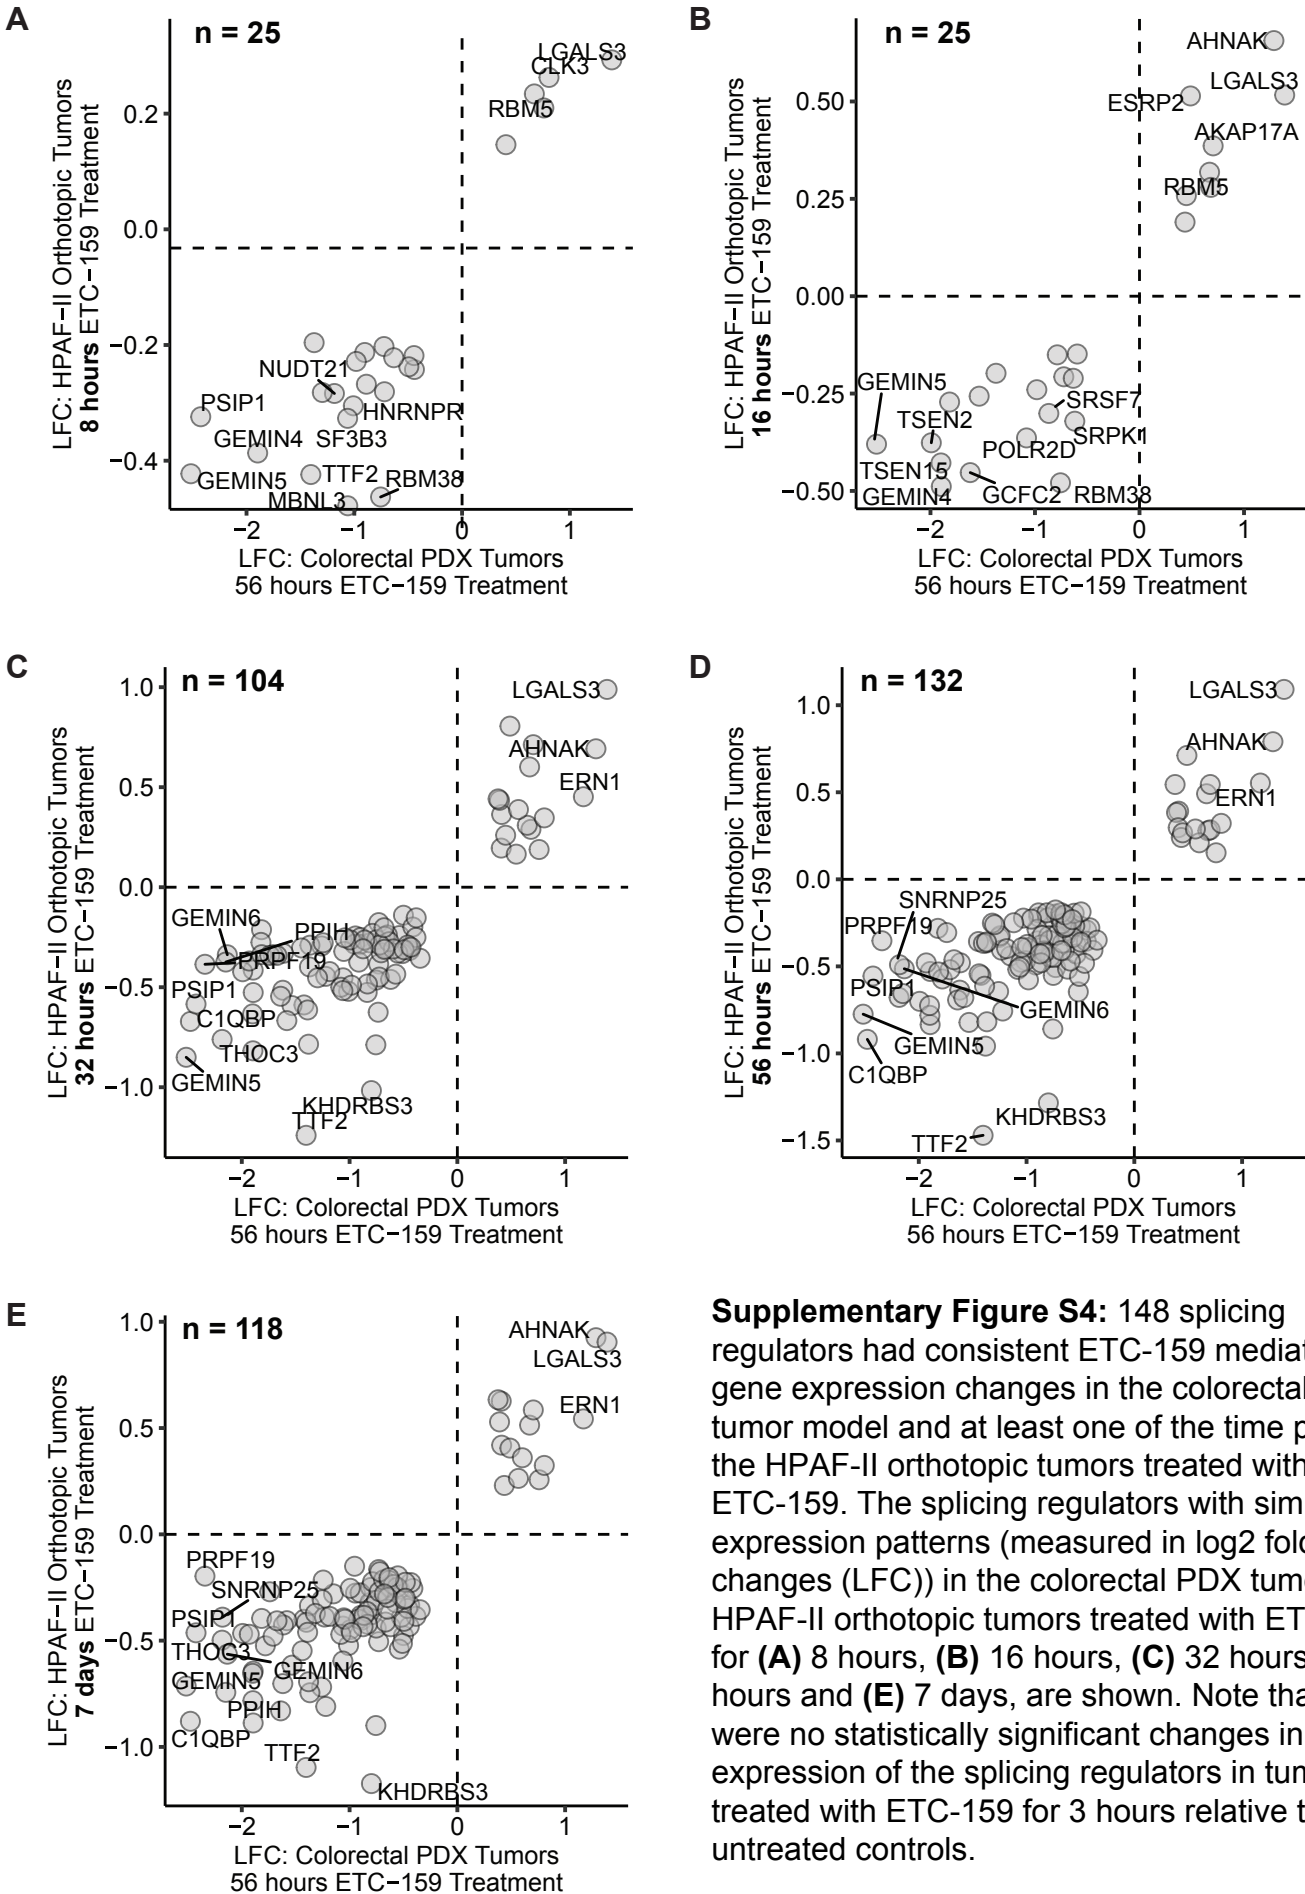 A
n = 25
LGALS3
CLK3
RBM5
NUDT21
PSIP1
HNRNPR
GEMIN4
SF3B3
GEMIN5
TTF2
RBM38
MBNL3
0.2
0.0
−0.2
−0.4
−2
−1
0
1
LFC: HPAF−II Orthotopic Tumors
8 hours ETC−159 Treatment
LFC: Colorectal PDX Tumors
56 hours ETC−159 Treatment
B
n = 25
AHNAK
LGALS3
ESRP2
AKAP17A
RBM5
GEMIN5
TSEN2
SRSF7
SRPK1
POLR2D
TSEN15
GEMIN4
GCFC2
RBM38
0.50
0.25
0.00
−0.25
−0.50
−2
−1
0
1
LFC: HPAF−II Orthotopic Tumors
16 hours ETC−159 Treatment
LFC: Colorectal PDX Tumors
56 hours ETC−159 Treatment
C
n = 104
LGALS3
AHNAK
ERN1
GEMIN6
PPIH
PRPF19
PSIP1
C1QBP
THOC3
GEMIN5
KHDRBS3
TTF2
1.0
0.5
0.0
−0.5
−1.0
−2
−1
0
1
LFC: HPAF−II Orthotopic Tumors
32 hours ETC−159 Treatment
LFC: Colorectal PDX Tumors
56 hours ETC−159 Treatment
D
n = 132
LGALS3
AHNAK
ERN1
SNRNP25
PRPF19
PSIP1
GEMIN6
GEMIN5
C1QBP
KHDRBS3
TTF2
1.0
0.5
0.0
−0.5
−1.0
−1.5
−2
−1
0
1
LFC: HPAF−II Orthotopic Tumors
56 hours ETC−159 Treatment
LFC: Colorectal PDX Tumors
56 hours ETC−159 Treatment
E
n = 118
AHNAK
LGALS3
ERN1
PRPF19
SNRNP25
PSIP1
THOC3
GEMIN6
GEMIN5
PPIH
C1QBP
TTF2
KHDRBS3
1.0
0.5
0.0
−0.5
−1.0
−2
−1
0
1
LFC: HPAF−II Orthotopic Tumors
7 days ETC−159 Treatment
LFC: Colorectal PDX Tumors
56 hours ETC−159 Treatment
Supplementary Figure S4: 148 splicing
regulators had consistent ETC-159 mediat
gene expression changes in the colorectal
tumor model and at least one of the time p
the HPAF-II orthotopic tumors treated with
ETC-159. The splicing regulators with sim
expression patterns (measured in log2 fold
changes (LFC)) in the colorectal PDX tum
HPAF-II orthotopic tumors treated with ET
for (A) 8 hours, (B) 16 hours, (C) 32 hours
hours and (E) 7 days, are shown. Note tha
were no statistically significant changes in
expression of the splicing regulators in tun
treated with ETC-159 for 3 hours relative t
untreated controls.